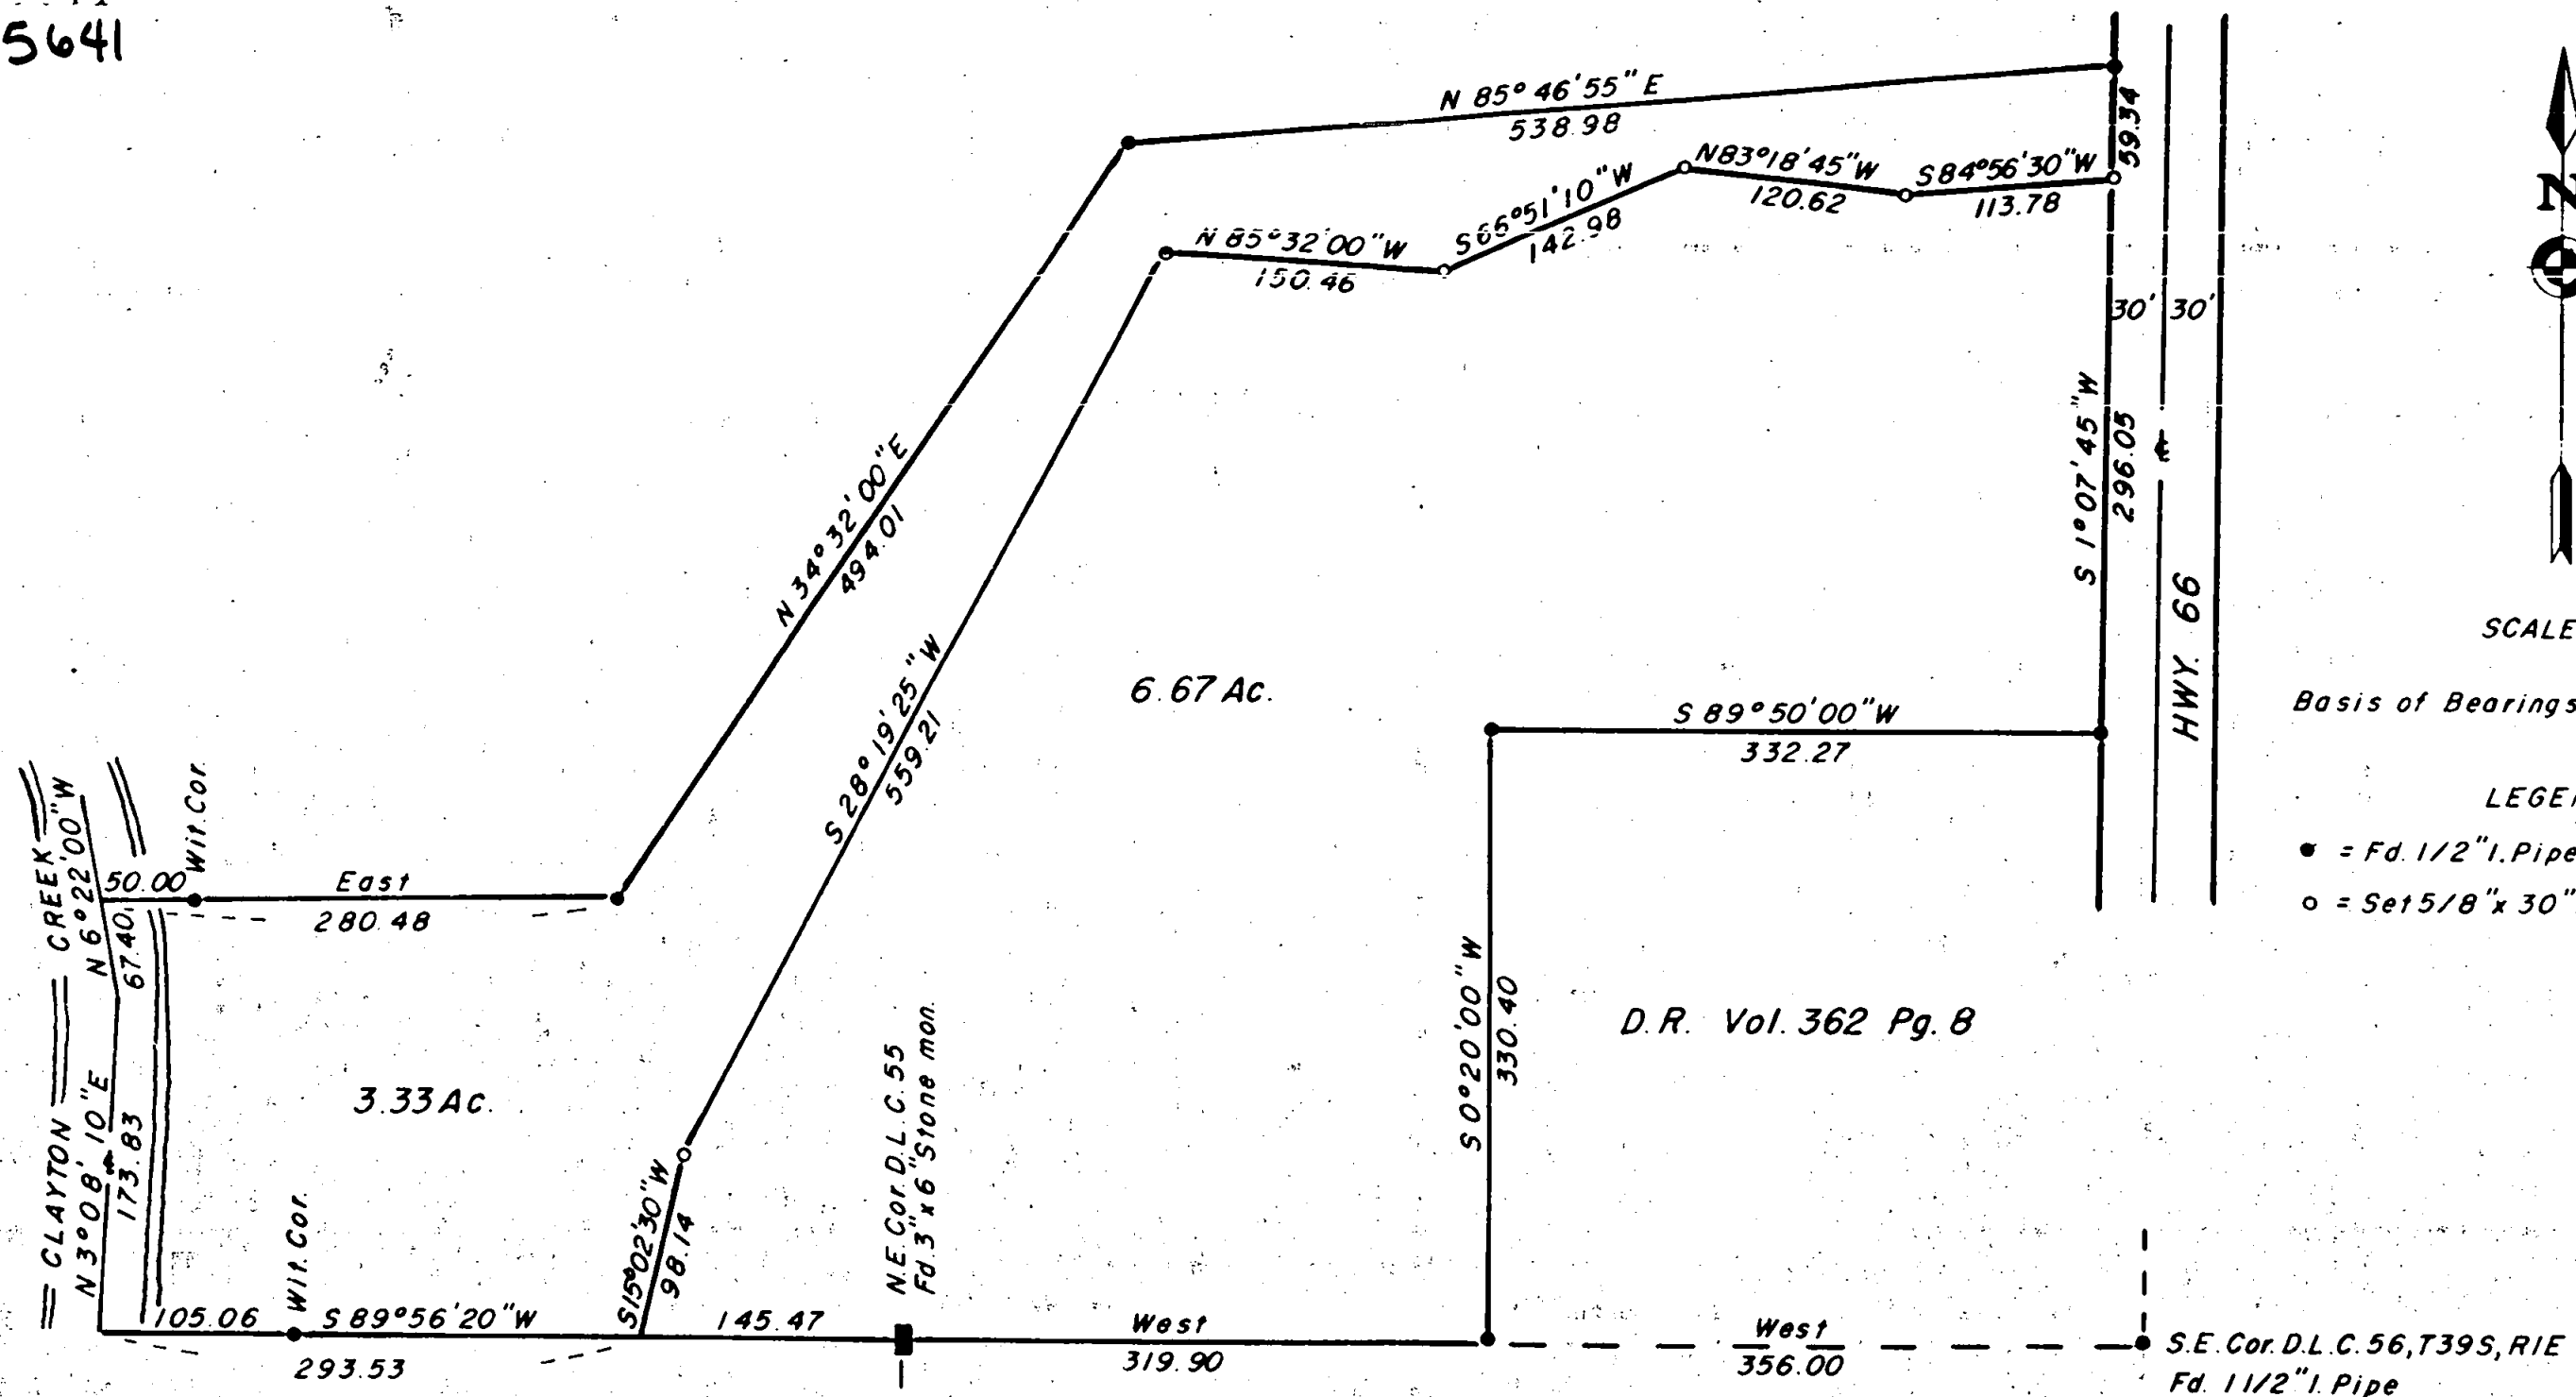 5641
N 85° 46' 55" E
538.98
59.34
N83°18'45"W
120.62
S84°56'30"W
113.78
S66°51'10"W
142.98
N 85°32'00"W
150.46
N
30' 30'
S 1°07'45"W
296.05
HWY. 66
N 34°32'00"E
494.01
S 28°19'25"W
559.21
6.67 Ac.
S 89°50'00"W
332.27
SCALE
Basis of Bearings
LEGE
● = Fd. 1/2" I. Pipe
○ = Set 5/8" x 30"
CLAYTON CREEK
N 6°22'00"W
67.40
50.00
Wit. Cor.
East
280.48
N 3°08'10"E
173.83
3.33 Ac.
S 0°20'00"W
330.40
D.R. Vol. 362 Pg. 8
S15°02'30"W
98.14
N.E. Cor. D.L.C. 55
Fd. 3" x 6" Stone mon.
105.06
Wit. Cor.
S 89°56'20"W
293.53
145.47
West
319.90
West
356.00
S.E. Cor. D.L.C. 56, T39S, R1E
Fd. 1 1/2" I. Pipe